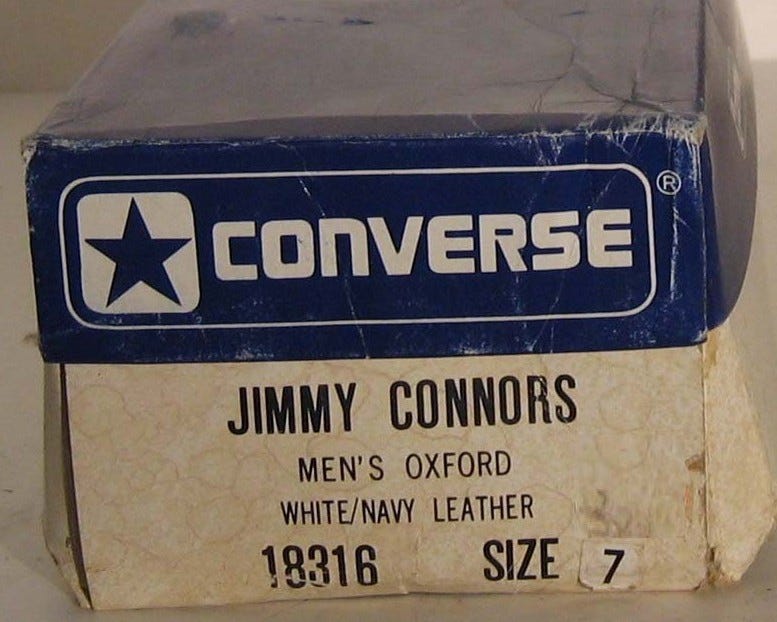 CONVERSE ®
JIMMY CONNORS
MEN'S OXFORD
WHITE/NAVY LEATHER
18316 SIZE 7